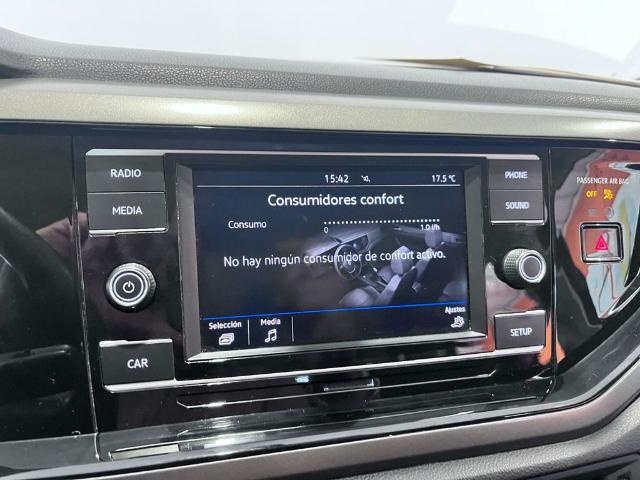 RADIO
MEDIA
CAR
15:42
17.5 °C
Consumidores confort
Consumo
0
1.0 l/h
No hay ningún consumidor de confort activo.
Selección
Media
Ajustes
PHONE
SOUND
SETUP
PASSENGER AIR BAG
OFF